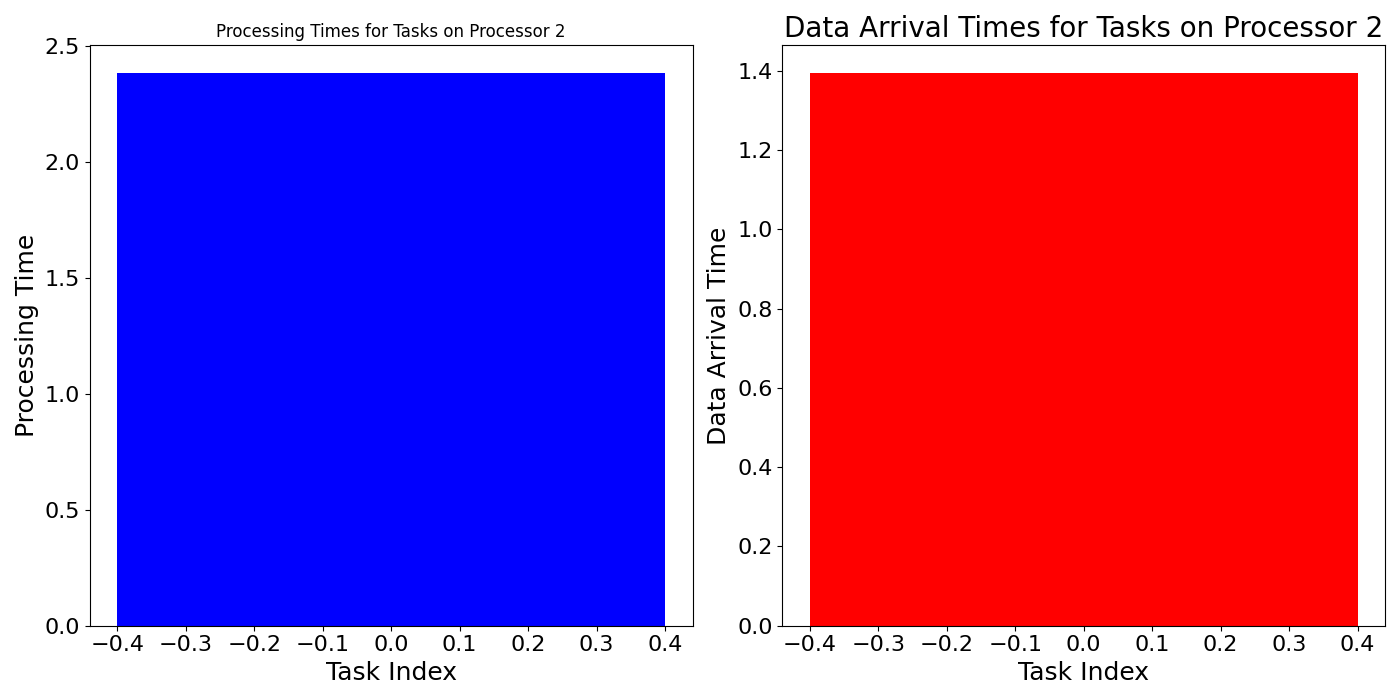 Processing Times for Tasks on Processor 2
Processing Time
2.5
2.0
1.5
1.0
0.5
0.0
−0.4 −0.3 −0.2 −0.1 0.0 0.1 0.2 0.3 0.4
Task Index
Data Arrival Times for Tasks on Processor 2
Data Arrival Time
1.4
1.2
1.0
0.8
0.6
0.4
0.2
0.0
−0.4 −0.3 −0.2 −0.1 0.0 0.1 0.2 0.3 0.4
Task Index